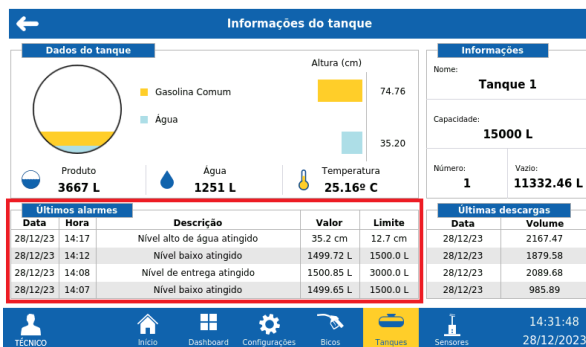 Informações do tanque
Dados do tanque
Altura (cm)
Gasolina Comum
74.76
Água
35.20
Produto
3667 L
Água
1251 L
Temperatura
25.16º C
Informações
Nome:
Tanque 1
Capacidade:
15000 L
Número:
1
Vazio:
11332.46 L
Últimos alarmes
Data Hora Descrição Valor Limite
28/12/23 14:17 Nível alto de água atingido 35.2 cm 12.7 cm
28/12/23 14:12 Nível baixo atingido 1499.72 L 1500.0 L
28/12/23 14:08 Nível de entrega atingido 1500.85 L 3000.0 L
28/12/23 14:07 Nível baixo atingido 1499.65 L 1500.0 L
Últimas descargas
Data Volume
28/12/23 2167.47
28/12/23 1879.58
28/12/23 2089.68
28/12/23 985.89
TÉCNICO
Início
Dashboard
Configurações
Bicos
Tanques
Sensores
14:31:48
28/12/2023